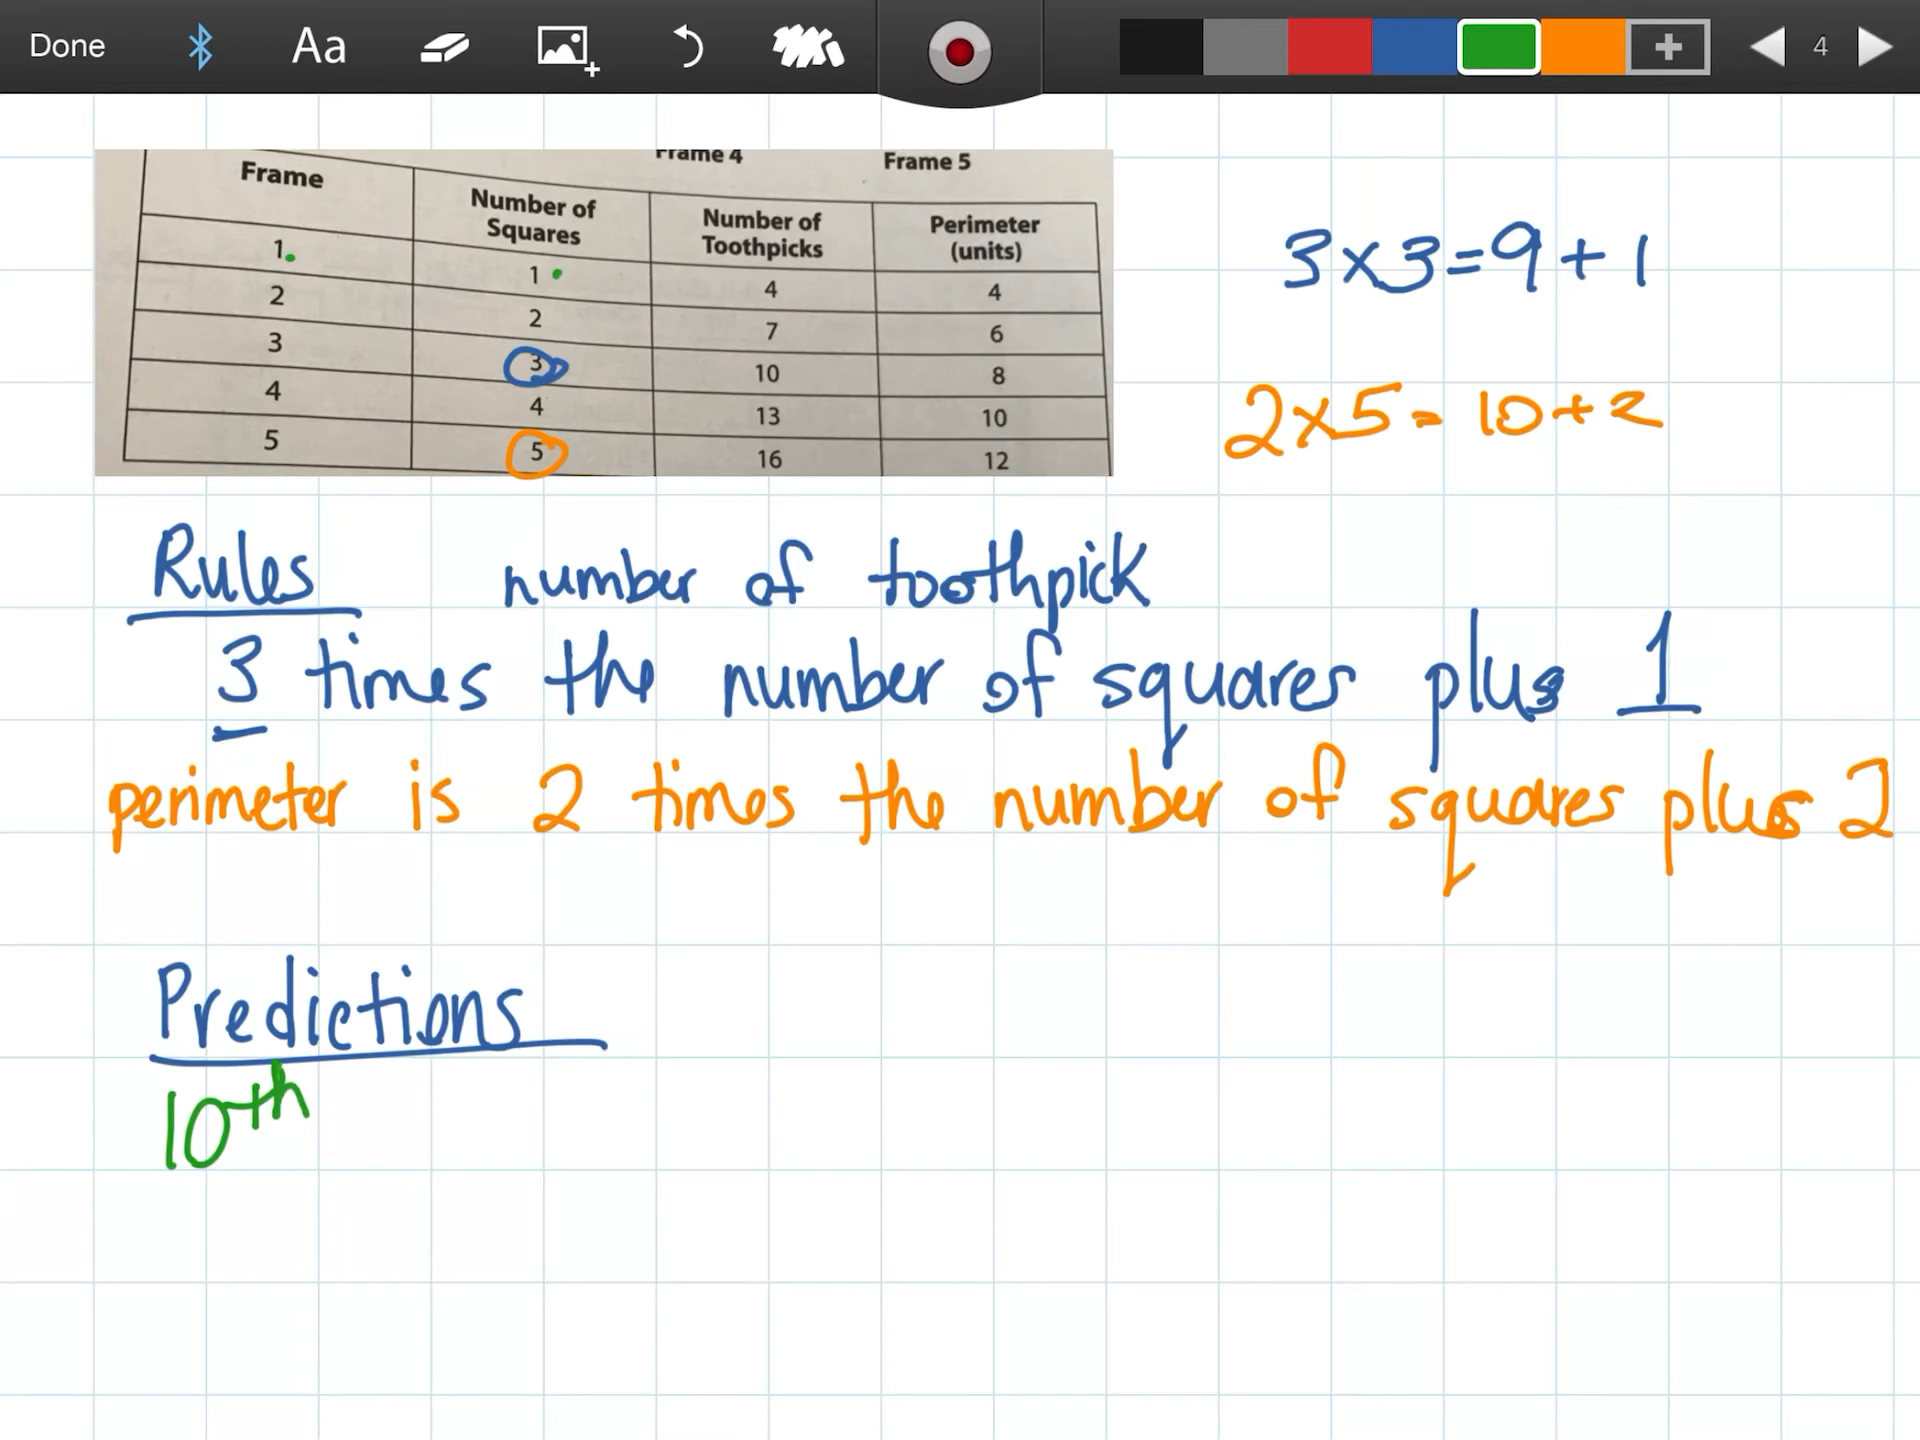 Done Aa 4
Frame 4 Frame 5
Frame Number of Squares Number of Toothpicks Perimeter (units)
1 1 4 4
2 2 7 6
3 3 10 8
4 4 13 10
5 5 16 12
3x3=9+1
2x5=10+2
Rules number of toothpick
3 times the number of squares plus 1
perimeter is 2 times the number of squares plus 2
Predictions
10th